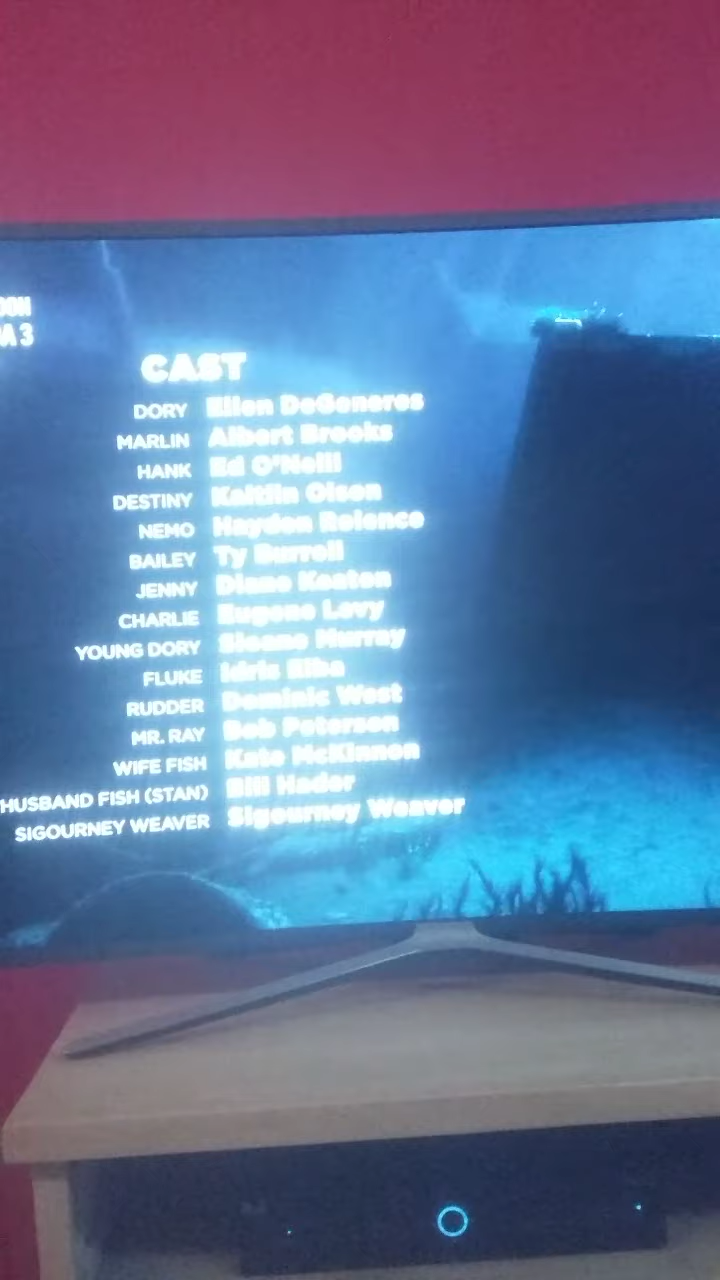 CAST
DORY Ellen DeGeneres
MARLIN Albert Brooks
HANK Ed O'Neill
DESTINY Kaitlin Olson
NEMO Hayden Rolence
BAILEY Ty Burrell
JENNY Diane Keaton
CHARLIE Eugene Levy
YOUNG DORY Sloane Murray
FLUKE Idris Elba
RUDDER Dominic West
MR. RAY Bob Peterson
WIFE FISH Kate McKinnon
HUSBAND FISH (STAN) Bill Hader
SIGOURNEY WEAVER Sigourney Weaver